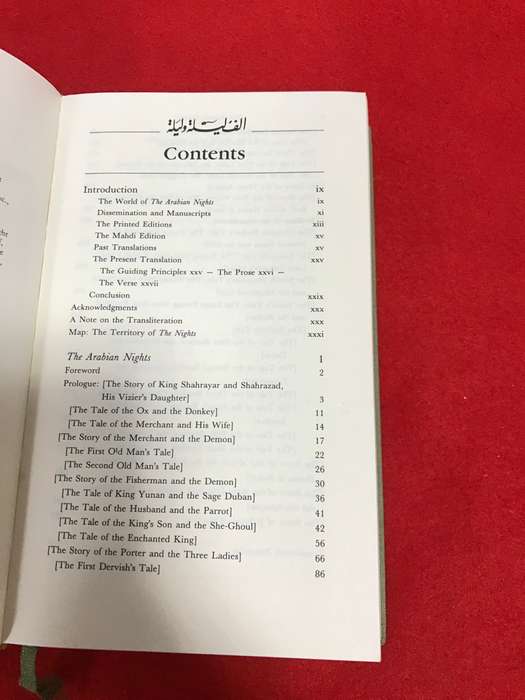 الف ليلة وليلة
Contents
Introduction ix
The World of The Arabian Nights ix
Dissemination and Manuscripts xi
The Printed Editions xiii
The Mahdi Edition xv
Past Translations xv
The Present Translation xxv
The Guiding Principles xxv — The Prose xxvi —
The Verse xxvii
Conclusion xxix
Acknowledgments xxx
A Note on the Transliteration xxx
Map: The Territory of The Nights xxxi
The Arabian Nights 1
Foreword 2
Prologue: [The Story of King Shahrayar and Shahrazad,
His Vizier's Daughter] 3
[The Tale of the Ox and the Donkey] 11
[The Tale of the Merchant and His Wife] 14
[The Story of the Merchant and the Demon] 17
[The First Old Man's Tale] 22
[The Second Old Man's Tale] 26
[The Story of the Fisherman and the Demon] 30
[The Tale of King Yunan and the Sage Duban] 36
[The Tale of the Husband and the Parrot] 41
[The Tale of the King's Son and the She-Ghoul] 42
[The Tale of the Enchanted King] 56
[The Story of the Porter and the Three Ladies] 66
[The First Dervish's Tale] 86